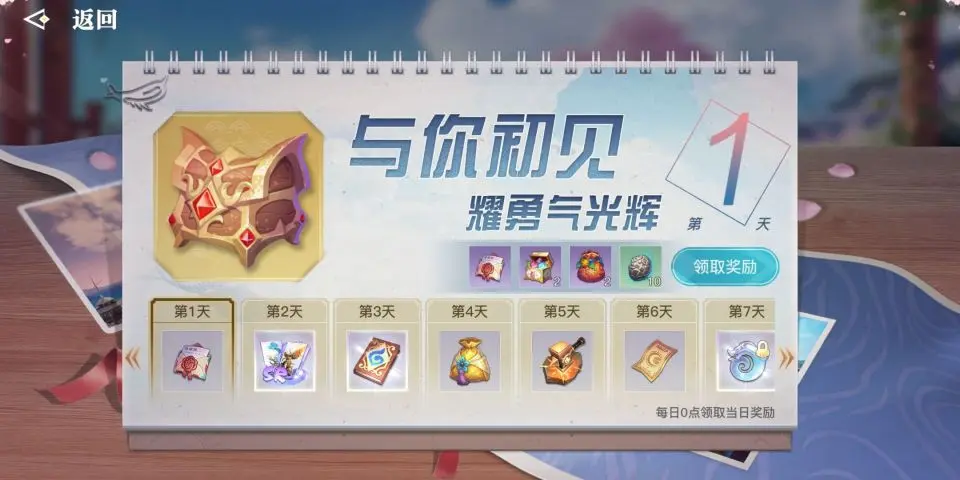 返回
与你初见
耀勇气光辉
第1天
2
2
10
领取奖励
第1天
第2天
第3天
第4天
第5天
第6天
第7天
SR
每日0点领取当日奖励